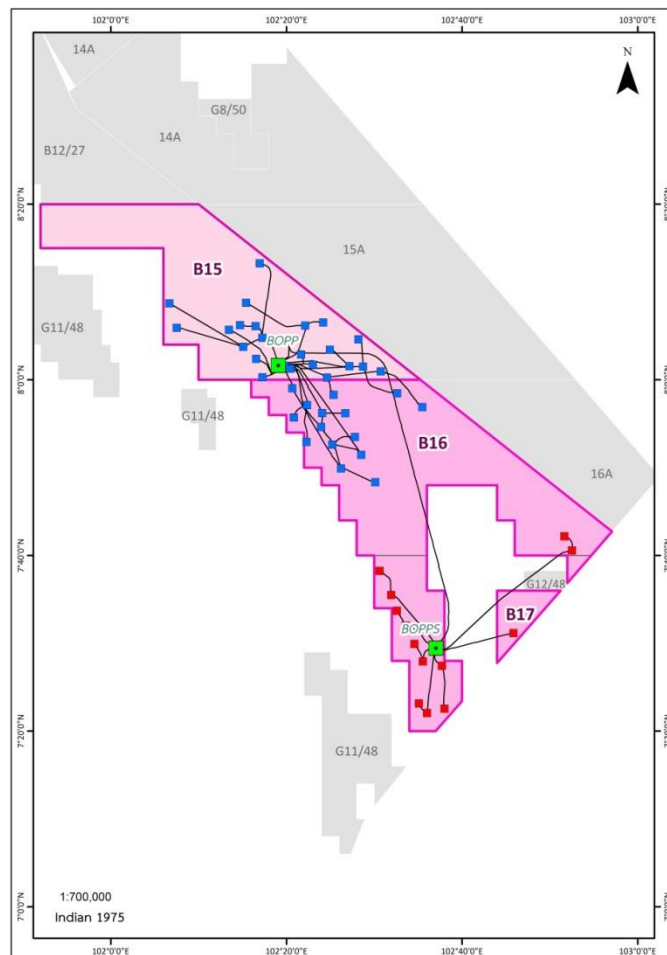 102°0'0"E 102°20'0"E 102°40'0"E 103°0'0"E
N
14A
G8/50
14A
B12/27
8°20'0"N
15A
B15
G11/48
BOPP
8°0'0"N
G11/48
B16
16A
7°40'0"N
G12/48
B17
BOPPS
7°20'0"N
G11/48
1:700,000
Indian 1975
7°0'0"N
102°0'0"E 102°20'0"E 102°40'0"E 103°0'0"E